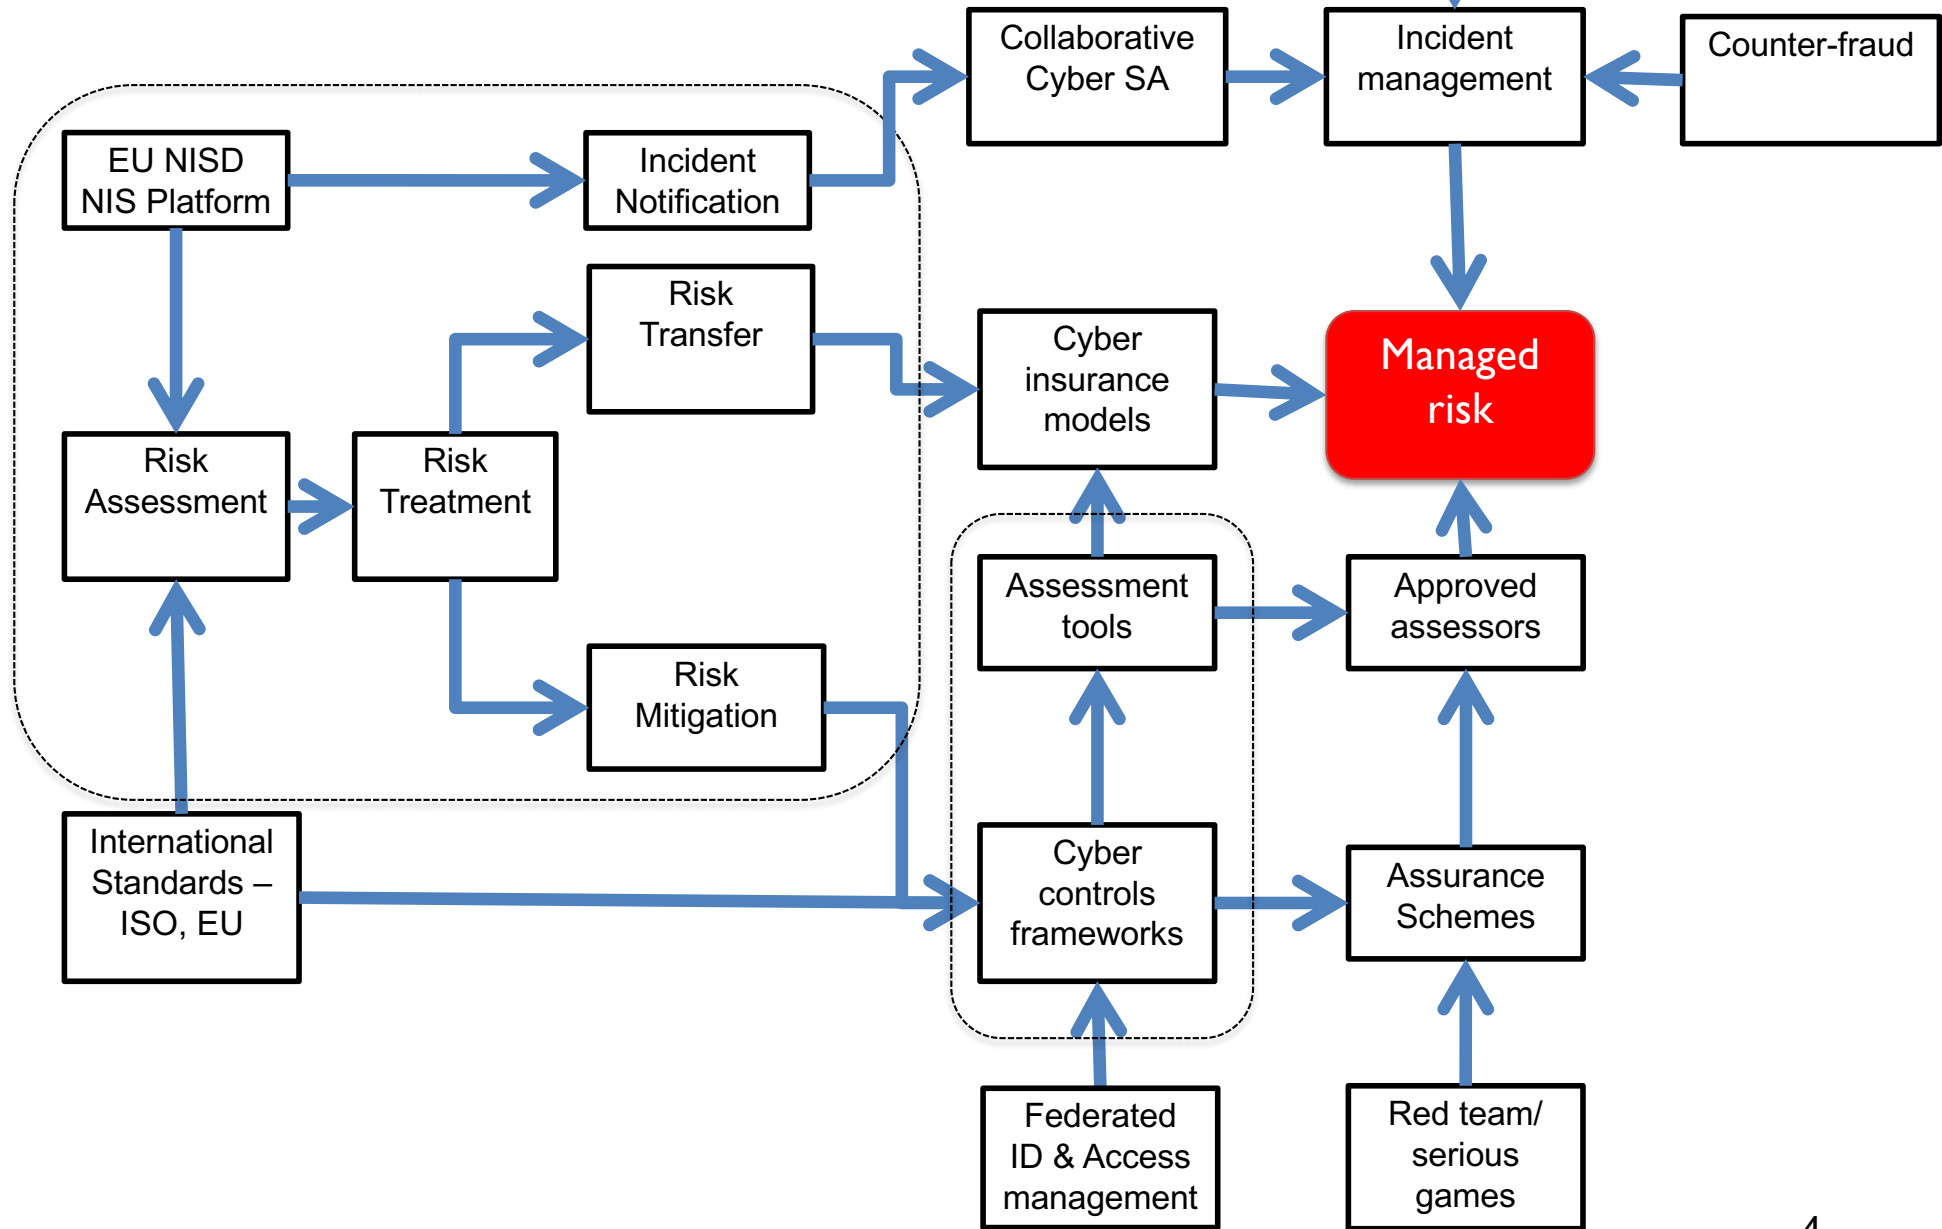 Collaborative
Cyber SA
Incident
management
Counter-fraud
EU NISD
NIS Platform
Incident
Notification
Risk
Transfer
Cyber
insurance
models
Managed
risk
Risk
Assessment
Risk
Treatment
Assessment
tools
Approved
assessors
Risk
Mitigation
International
Standards –
ISO, EU
Cyber
controls
frameworks
Assurance
Schemes
Federated
ID & Access
management
Red team/
serious
games
4